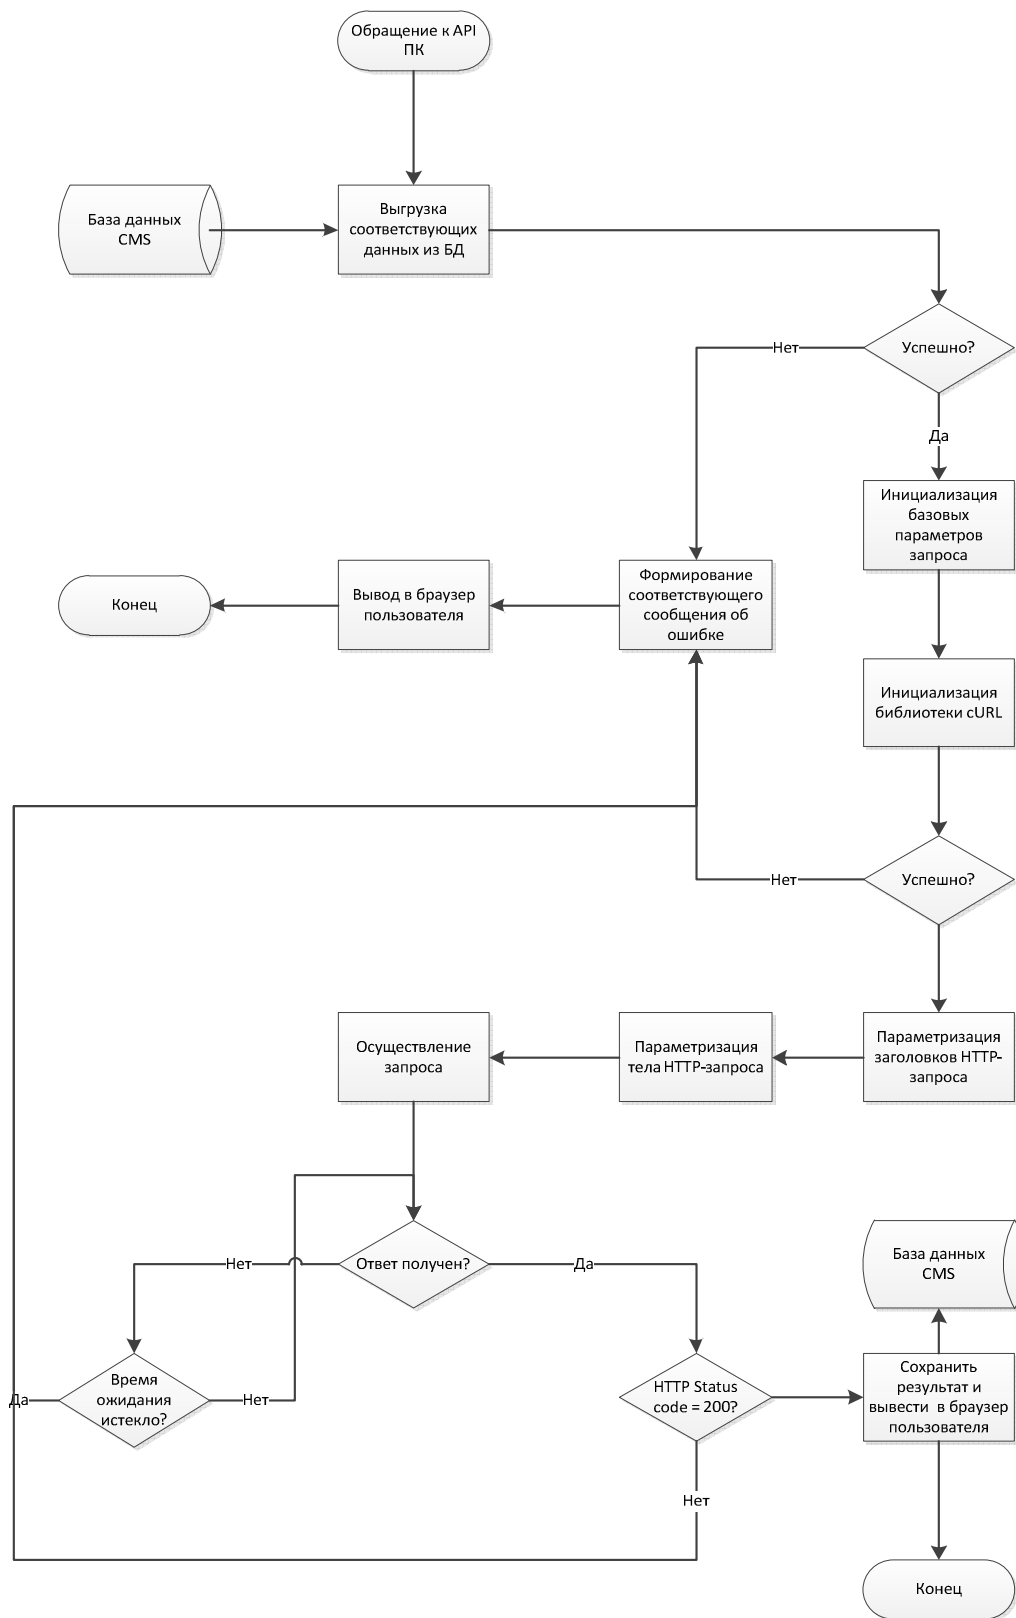 Обращение к API
ПК
База данных
CMS
Выгрузка
соответствующих
данных из БД
Успешно?
Нет
Да
Инициализация
базовых
параметров
запроса
Формирование
соответствующего
сообщения об
ошибке
Вывод в браузер
пользователя
Конец
Инициализация
библиотеки cURL
Успешно?
Нет
Параметризация
заголовков HTTP-
запроса
Параметризация
тела HTTP-запроса
Осуществление
запроса
Ответ получен?
Нет
Да
База данных
CMS
Время
ожидания
истекло?
Да
Нет
HTTP Status
code = 200?
Сохранить
результат и
вывести в браузер
пользователя
Нет
Конец